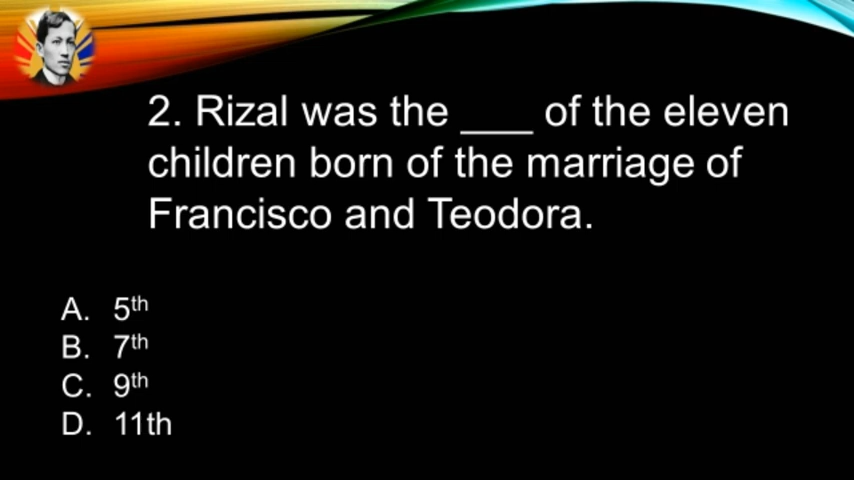 2. Rizal was the ___ of the eleven
children born of the marriage of
Francisco and Teodora.
A. 5th
B. 7th
C. 9th
D. 11th